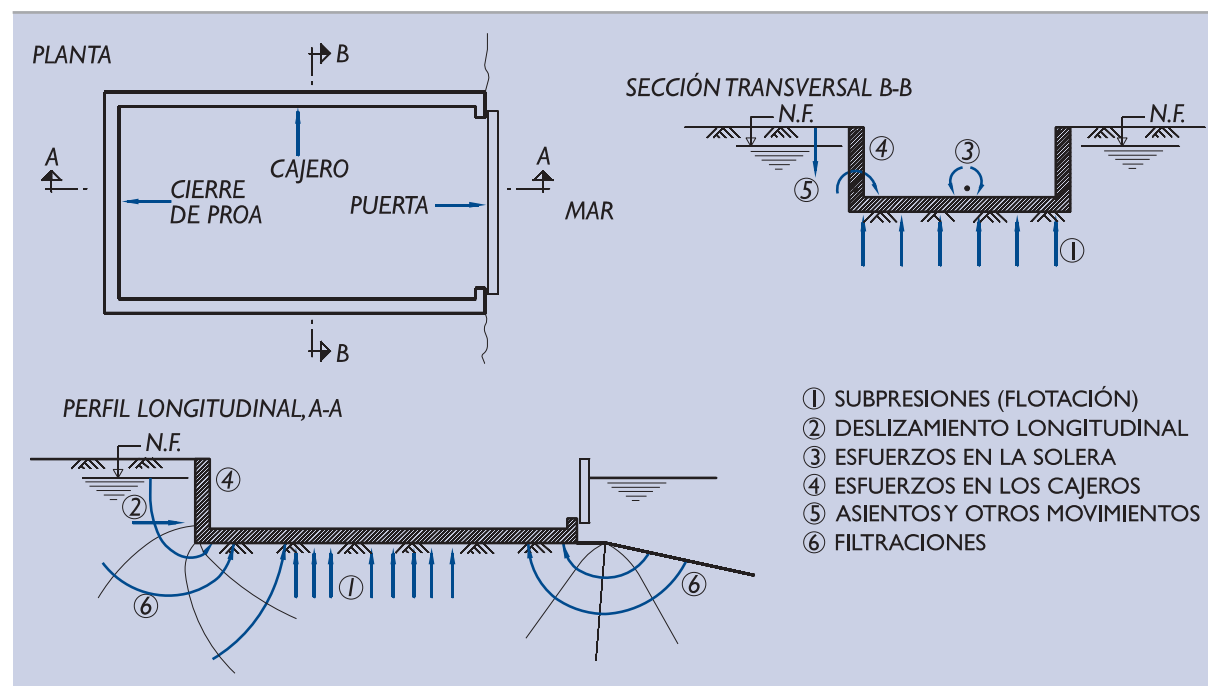 PLANTA
B
A
A
CAJERO
CIERRE
DE PROA
PUERTA
MAR
B
SECCIÓN TRANSVERSAL B-B
N.F.
N.F.
④
③
⑤
①
PERFIL LONGITUDINAL, A-A
N.F.
④
②
⑥
①
⑥
① SUBPRESIONES (FLOTACIÓN)
② DESLIZAMIENTO LONGITUDINAL
③ ESFUERZOS EN LA SOLERA
④ ESFUERZOS EN LOS CAJEROS
⑤ ASIENTOS Y OTROS MOVIMIENTOS
⑥ FILTRACIONES